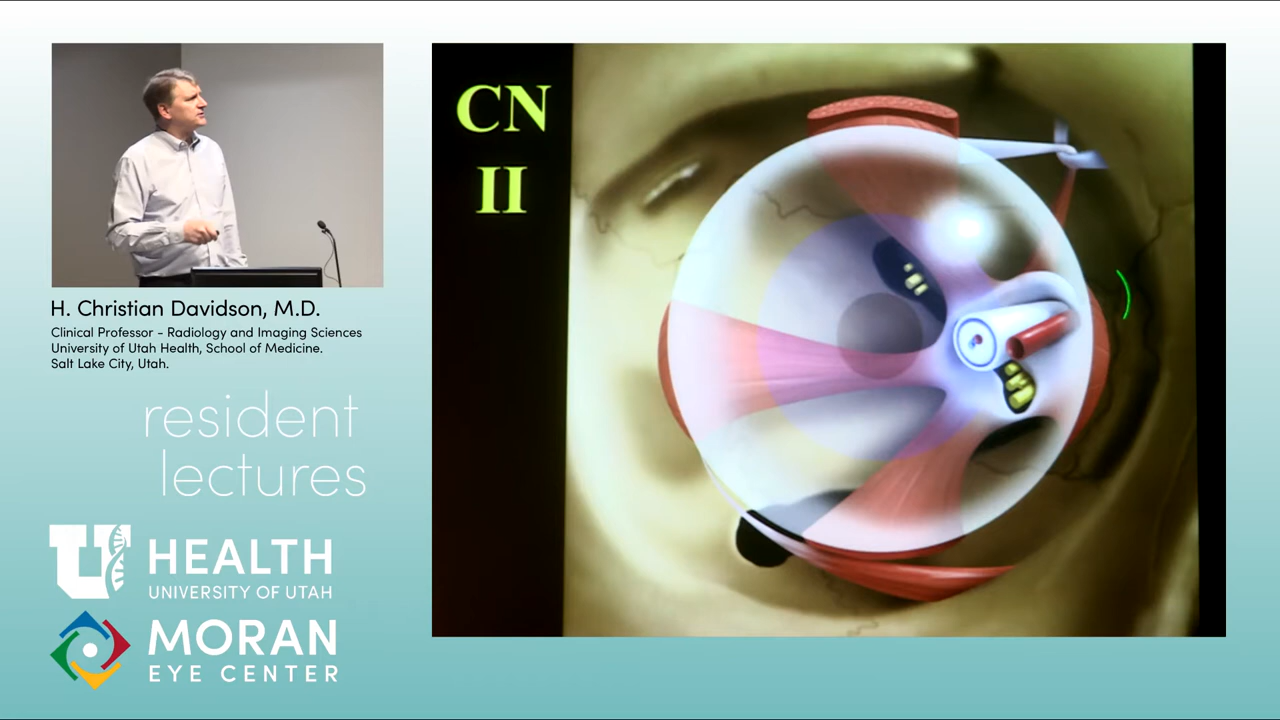 CN
II
H. Christian Davidson, M.D.
Clinical Professor - Radiology and Imaging Sciences
University of Utah Health, School of Medicine.
Salt Lake City, Utah.
resident
lectures
U HEALTH
UNIVERSITY OF UTAH
MORAN
EYE CENTER